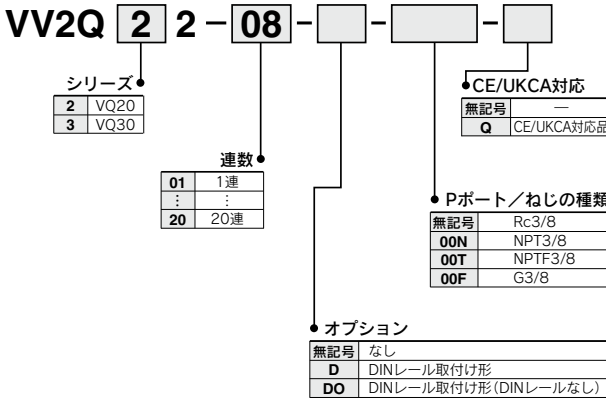 VV2Q 2 2 － 08 － － －
シリーズ
2 VQ20
3 VQ30
連数
01 1連
⋮ ⋮
20 20連
CE/UKCA対応
無記号 ―
Q CE/UKCA対応品
Pポート／ねじの種類
無記号 Rc3/8
00N NPT3/8
00T NPTF3/8
00F G3/8
オプション
無記号 なし
D DINレール取付け形
DO DINレール取付け形（DINレールなし）